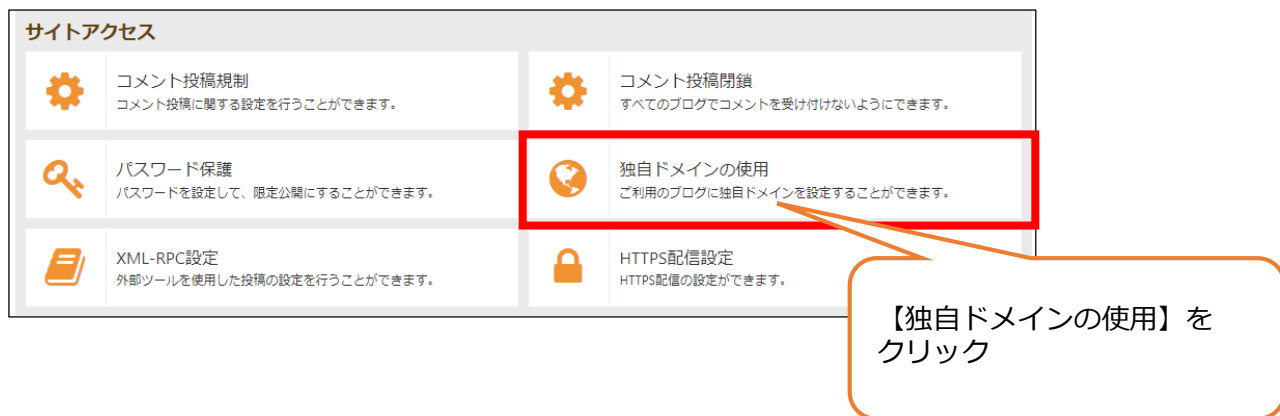 サイトアクセス
コメント投稿規制
コメント投稿に関する設定を行うことができます。
コメント投稿閉鎖
すべてのブログでコメントを受け付けないようにできます。
パスワード保護
パスワードを設定して、限定公開にすることができます。
独自ドメインの使用
ご利用のブログに独自ドメインを設定することができます。
XML-RPC設定
外部ツールを使用した投稿の設定を行うことができます。
HTTPS配信設定
HTTPS配信の設定ができます。
【独自ドメインの使用】を
クリック